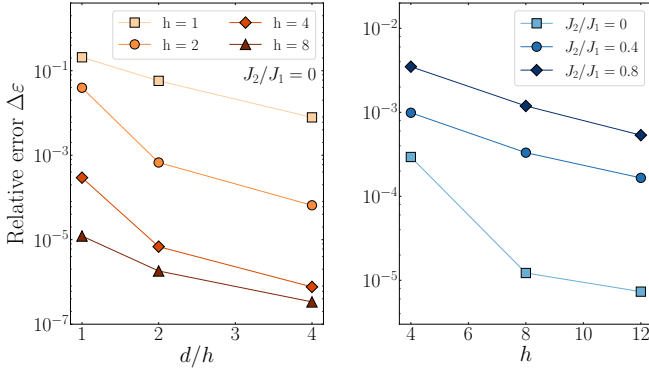 Relative error Δε
10⁻¹
10⁻³
10⁻⁵
10⁻⁷
h = 1
h = 2
h = 4
h = 8
J₂/J₁ = 0
1
2
3
4
d/h
10⁻²
10⁻³
10⁻⁴
10⁻⁵
J₂/J₁ = 0
J₂/J₁ = 0.4
J₂/J₁ = 0.8
4
6
8
10
12
h